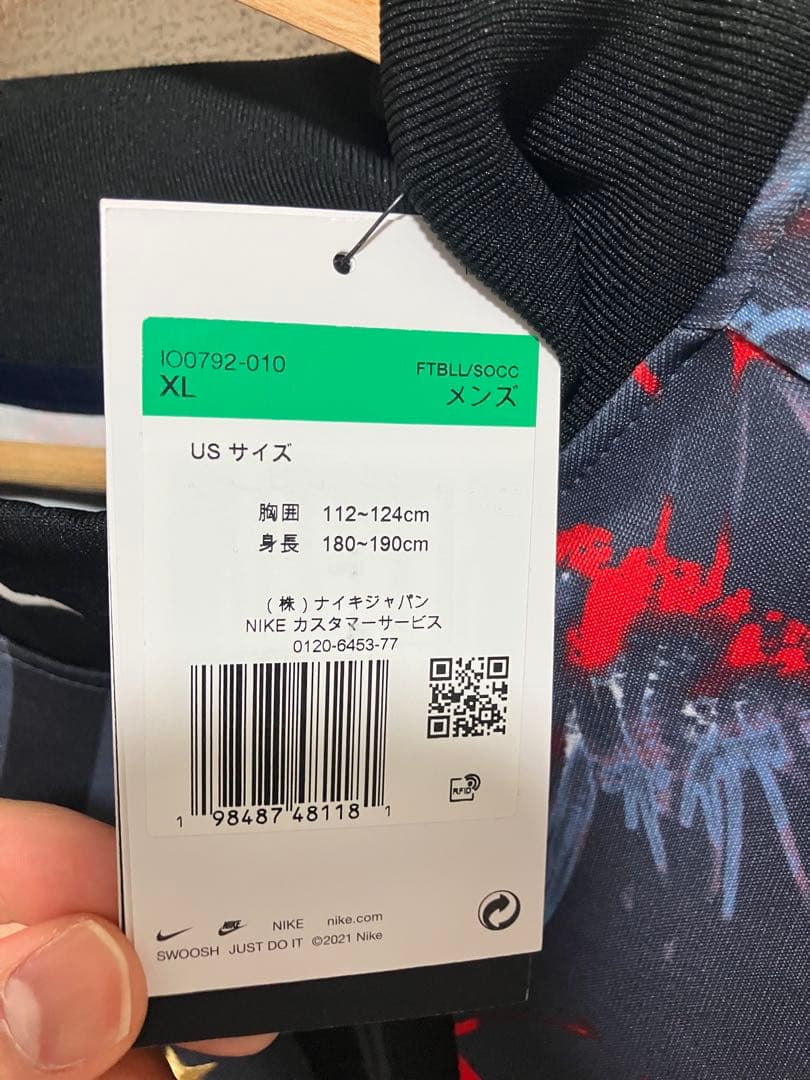 IO0792-010
XL
FTBLL/SOCC
メンズ
US サイズ
胸囲 112~124cm
身長 180~190cm
(株)ナイキジャパン
NIKE カスタマーサービス
0120-6453-77
RFID
1 98487 48118 1
NIKE NIKE nike.com
SWOOSH JUST DO IT ©2021 Nike